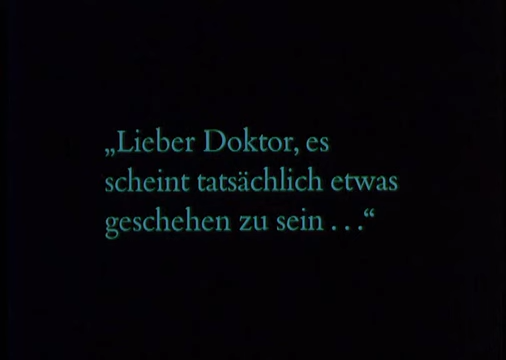 „Lieber Doktor, es
scheint tatsächlich etwas
geschehen zu sein . . .“